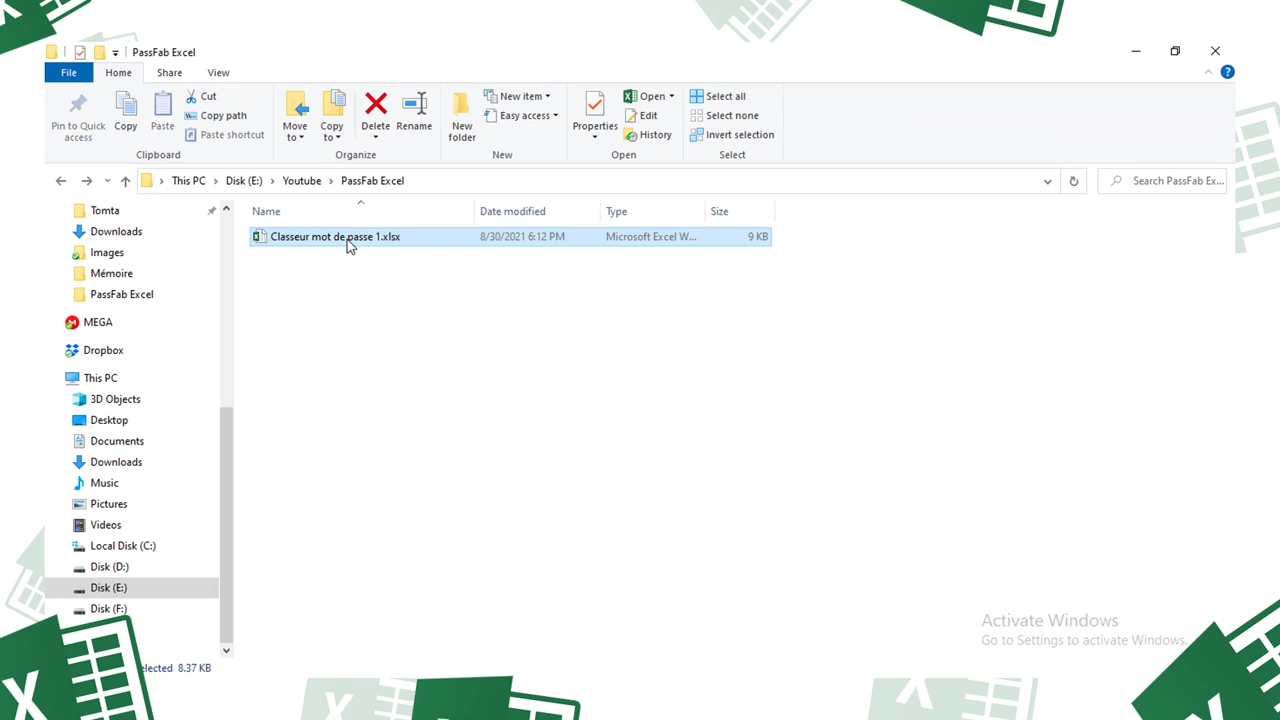 PassFab Excel
File Home Share View
Pin to Quick access
Copy
Paste
Cut
Copy path
Paste shortcut
Clipboard
Move to
Copy to
Delete
Rename
Organize
New folder
New item
Easy access
New
Properties
Open
Edit
History
Open
Select all
Select none
Invert selection
Select
This PC > Disk (E:) > Youtube > PassFab Excel
Search PassFab Ex...
Name Date modified Type Size
Classeur mot de passe 1.xlsx 8/30/2021 6:12 PM Microsoft Excel W... 9 KB
Tomta
Downloads
Images
Mémoire
PassFab Excel
MEGA
Dropbox
This PC
3D Objects
Desktop
Documents
Downloads
Music
Pictures
Videos
Local Disk (C:)
Disk (D:)
Disk (E:)
Disk (F:)
elected 8.37 KB
Activate Windows
Go to Settings to activate Windows.